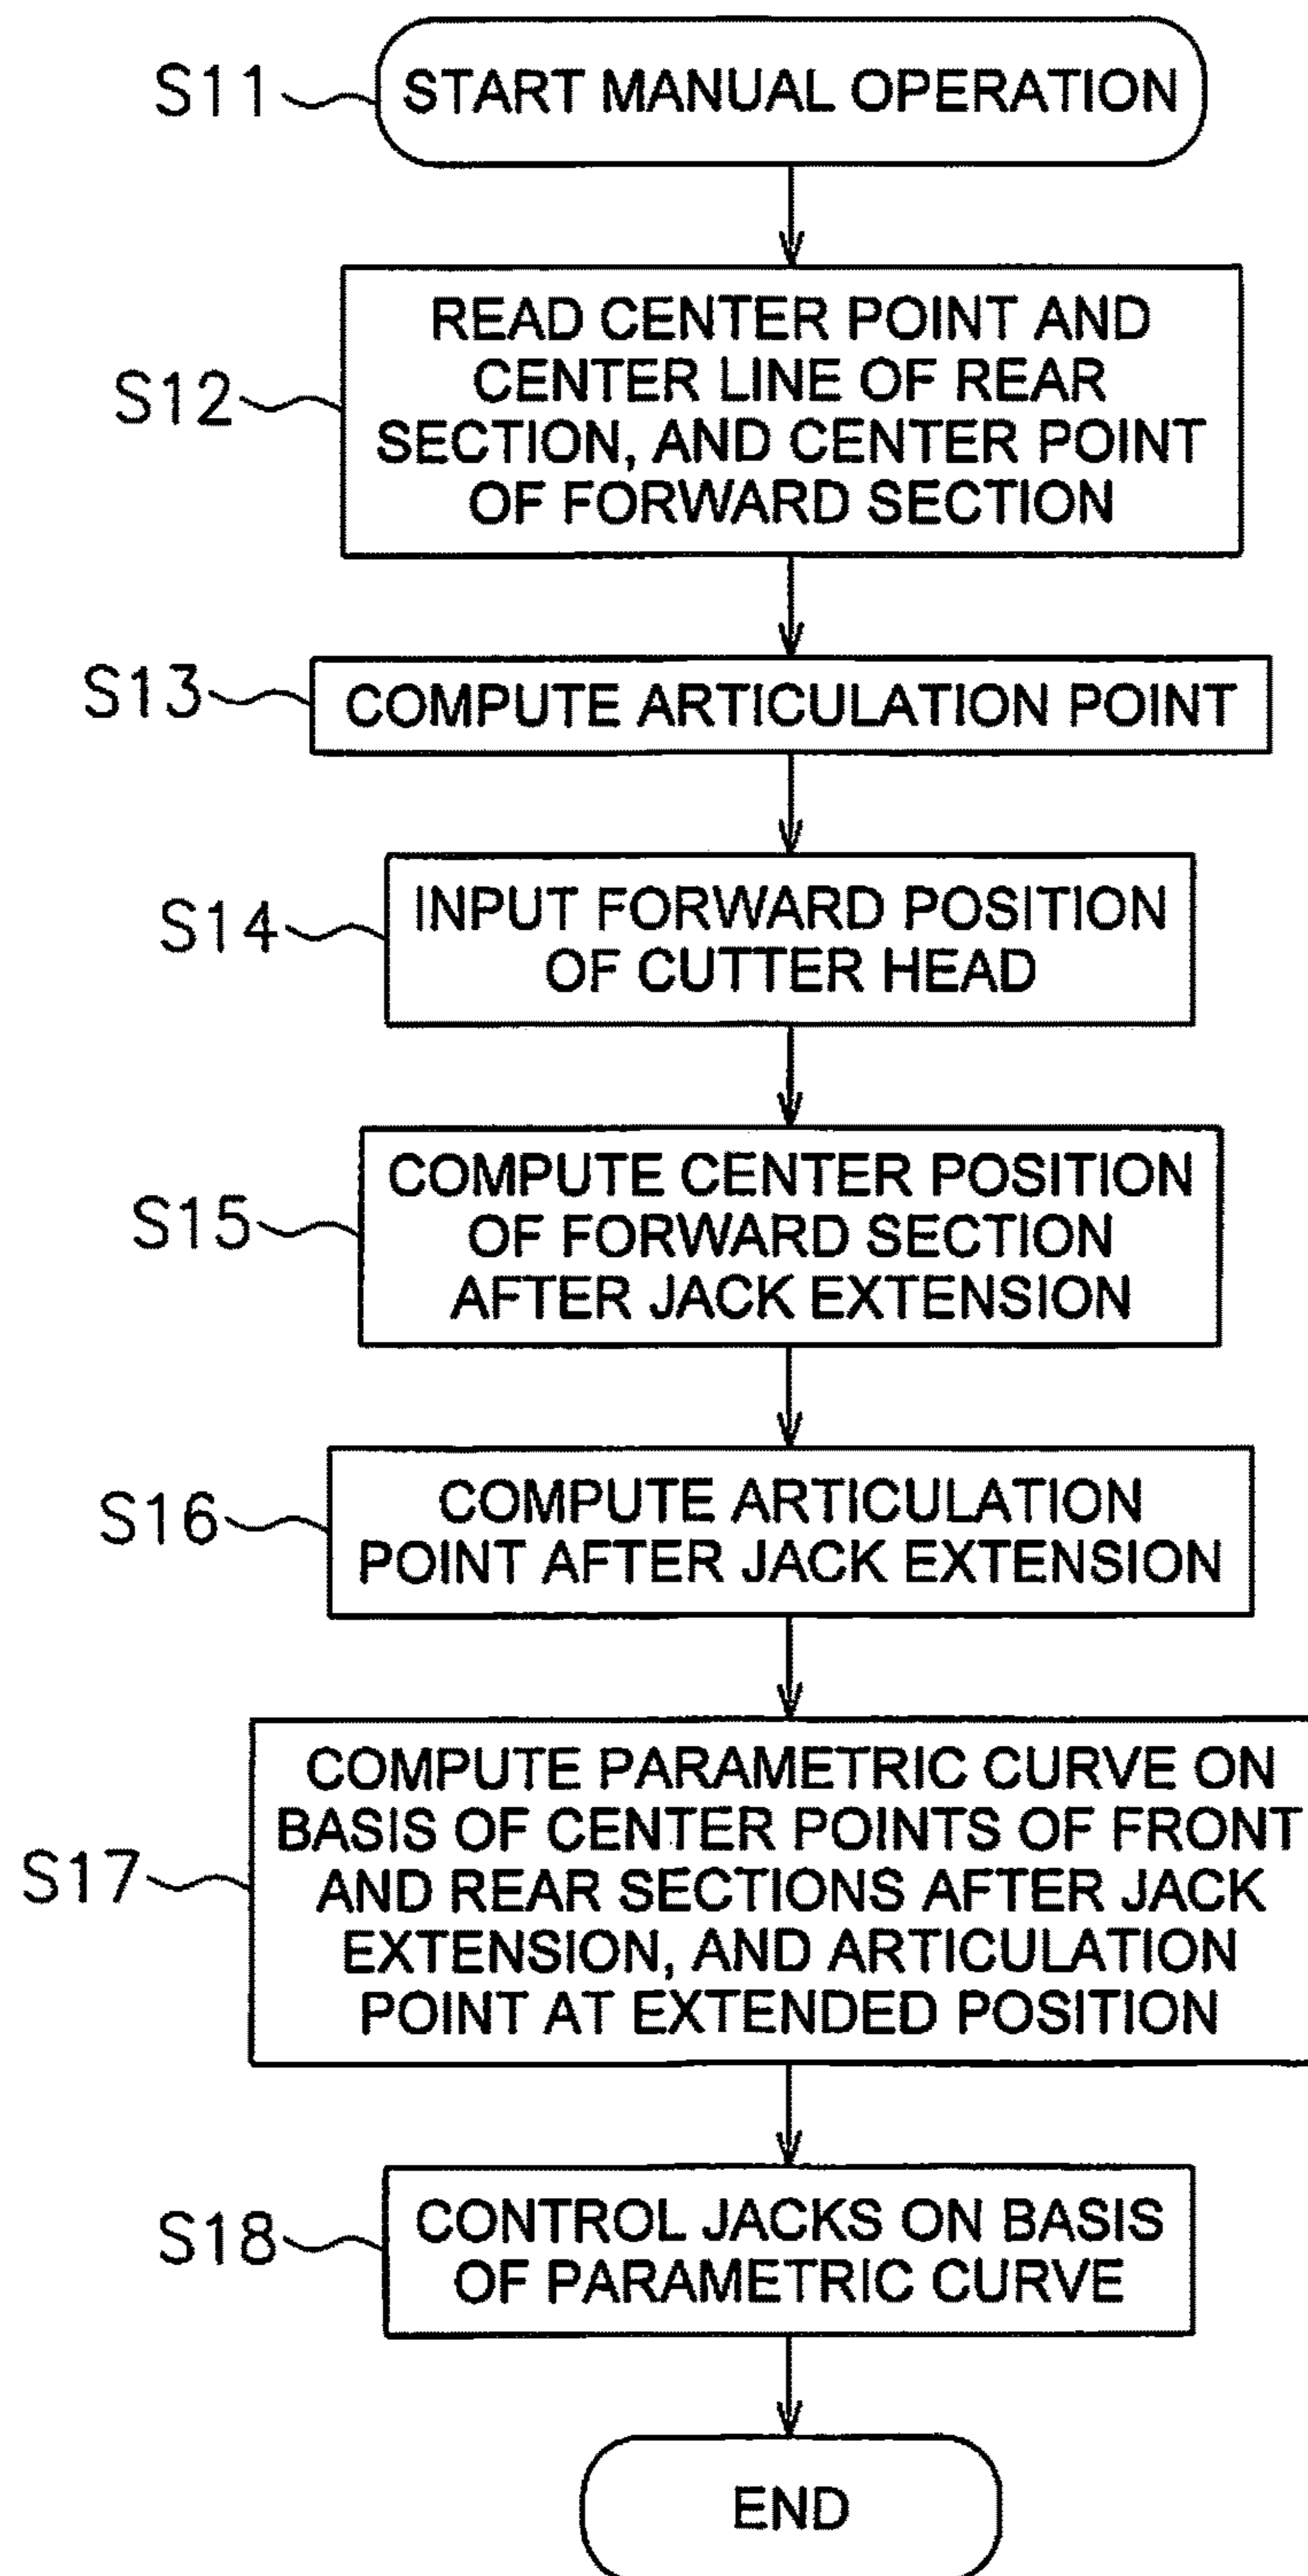 S11
START MANUAL OPERATION
S12
READ CENTER POINT AND
CENTER LINE OF REAR
SECTION, AND CENTER POINT
OF FORWARD SECTION
S13
COMPUTE ARTICULATION POINT
S14
INPUT FORWARD POSITION
OF CUTTER HEAD
S15
COMPUTE CENTER POSITION
OF FORWARD SECTION
AFTER JACK EXTENSION
S16
COMPUTE ARTICULATION
POINT AFTER JACK EXTENSION
S17
COMPUTE PARAMETRIC CURVE ON
BASIS OF CENTER POINTS OF FRONT
AND REAR SECTIONS AFTER JACK
EXTENSION, AND ARTICULATION
POINT AT EXTENDED POSITION
S18
CONTROL JACKS ON BASIS
OF PARAMETRIC CURVE
END